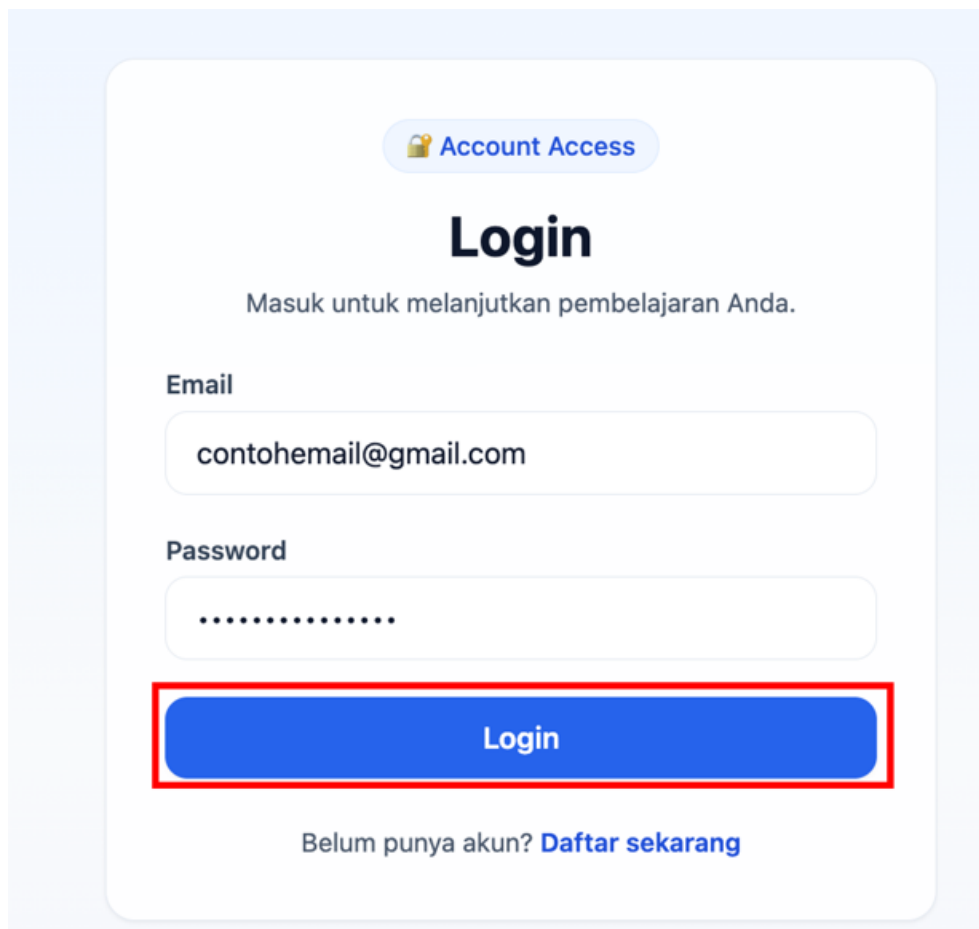 Account Access
Login
Masuk untuk melanjutkan pembelajaran Anda.
Email
contohemail@gmail.com
Password
•••••••••••••••
Login
Belum punya akun? Daftar sekarang